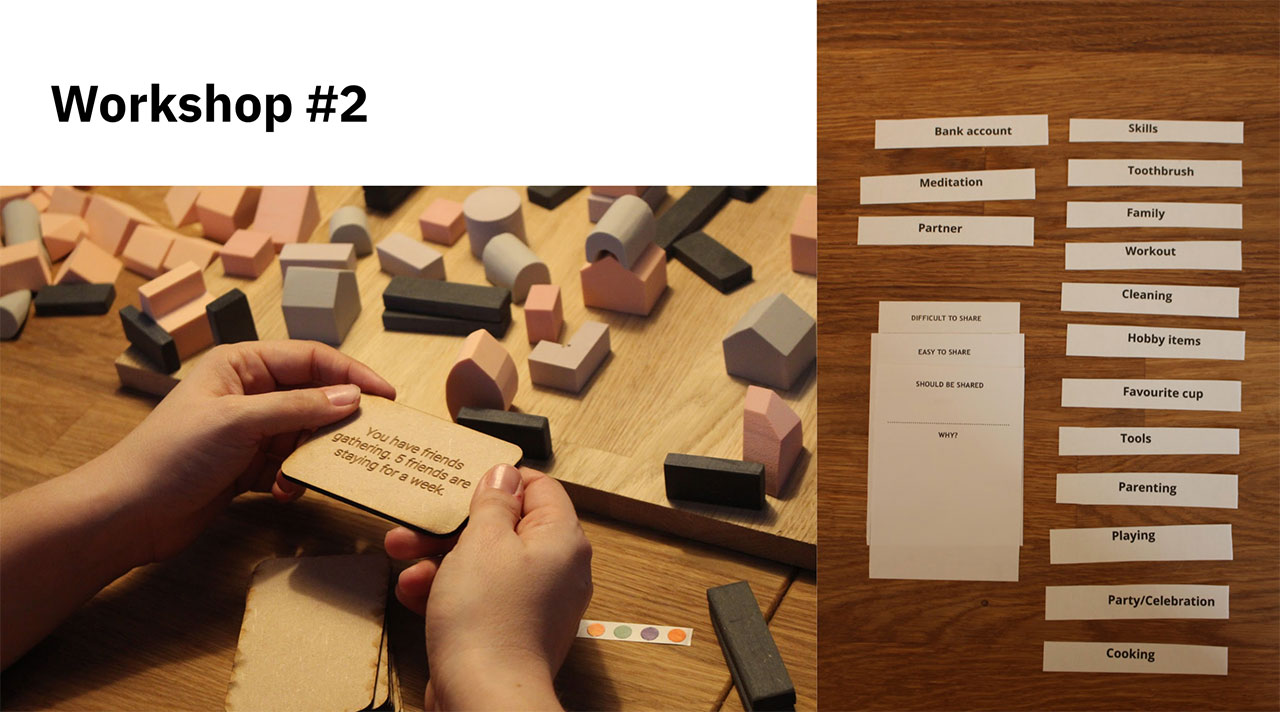 Workshop #2
You have friends
gathering. 5 friends are
staying for a week.
Bank account
Meditation
Partner
DIFFICULT TO SHARE
EASY TO SHARE
SHOULD BE SHARED
WHY?
Skills
Toothbrush
Family
Workout
Cleaning
Hobby items
Favourite cup
Tools
Parenting
Playing
Party/Celebration
Cooking